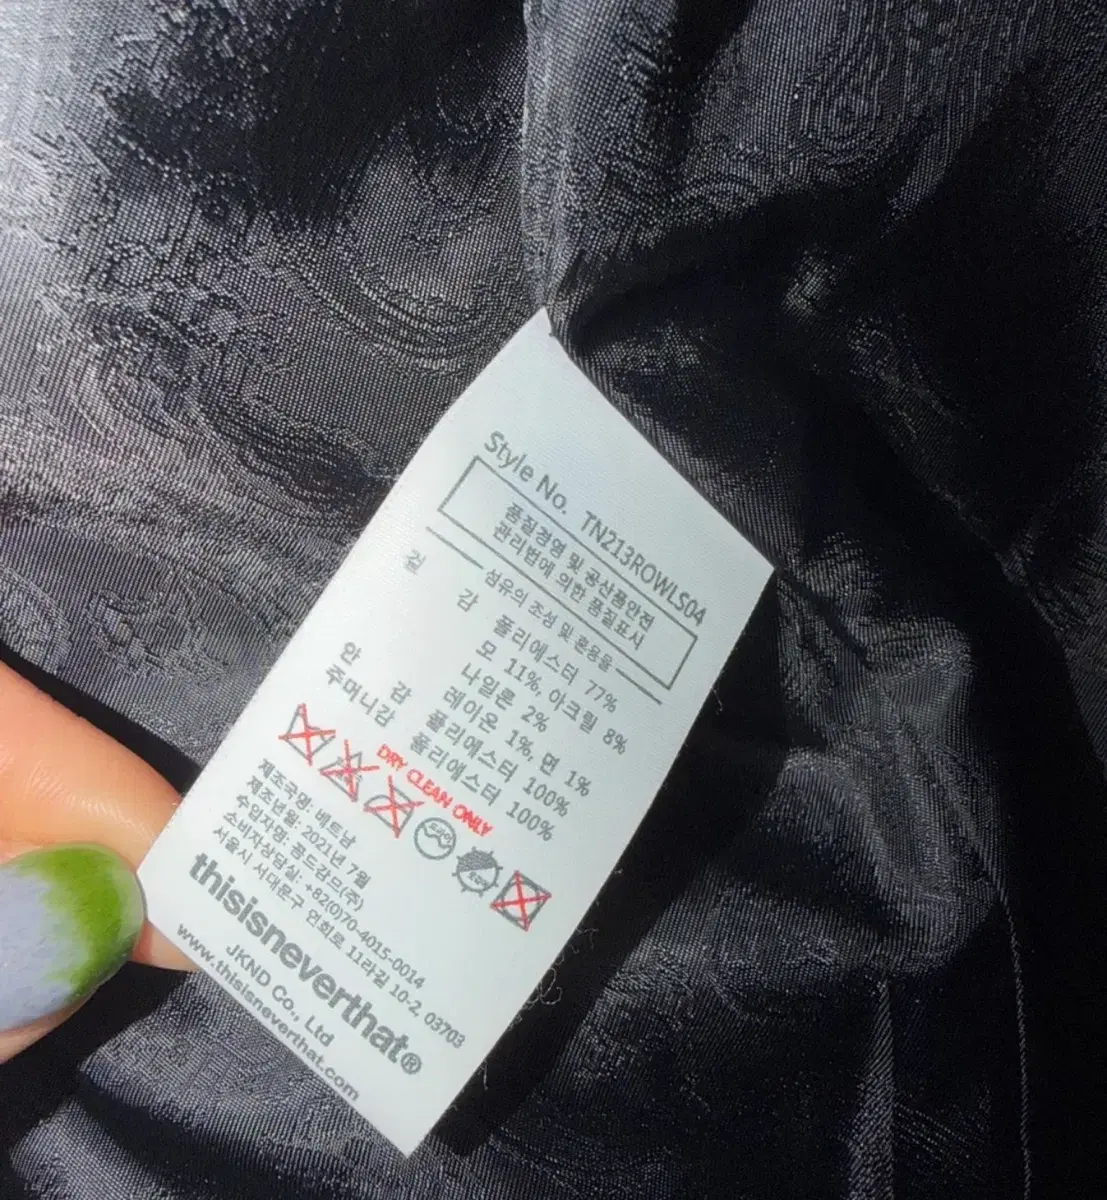 Style No. TN213ROWLS04
품질경영 및 공산품안전
관리법에 의한 품질표시
섬유의 조성 및 혼용율
겉 감 폴리에스터 77%
모 11%, 아크릴 8%
나일론 2%
레이온 1%, 면 1%
안 감 폴리에스터 100%
주머니감 폴리에스터 100%
DRY CLEAN ONLY
제조국명: 베트남
제조년월: 2021년 7월
수입자명: 품드감므(주)
소비자상담실: +82(0)70-4015-0014
서울시 서대문구 연희로 11라길 10-2 03703
thisisneverthat®
JKND Co., Ltd
www.thisisneverthat.com